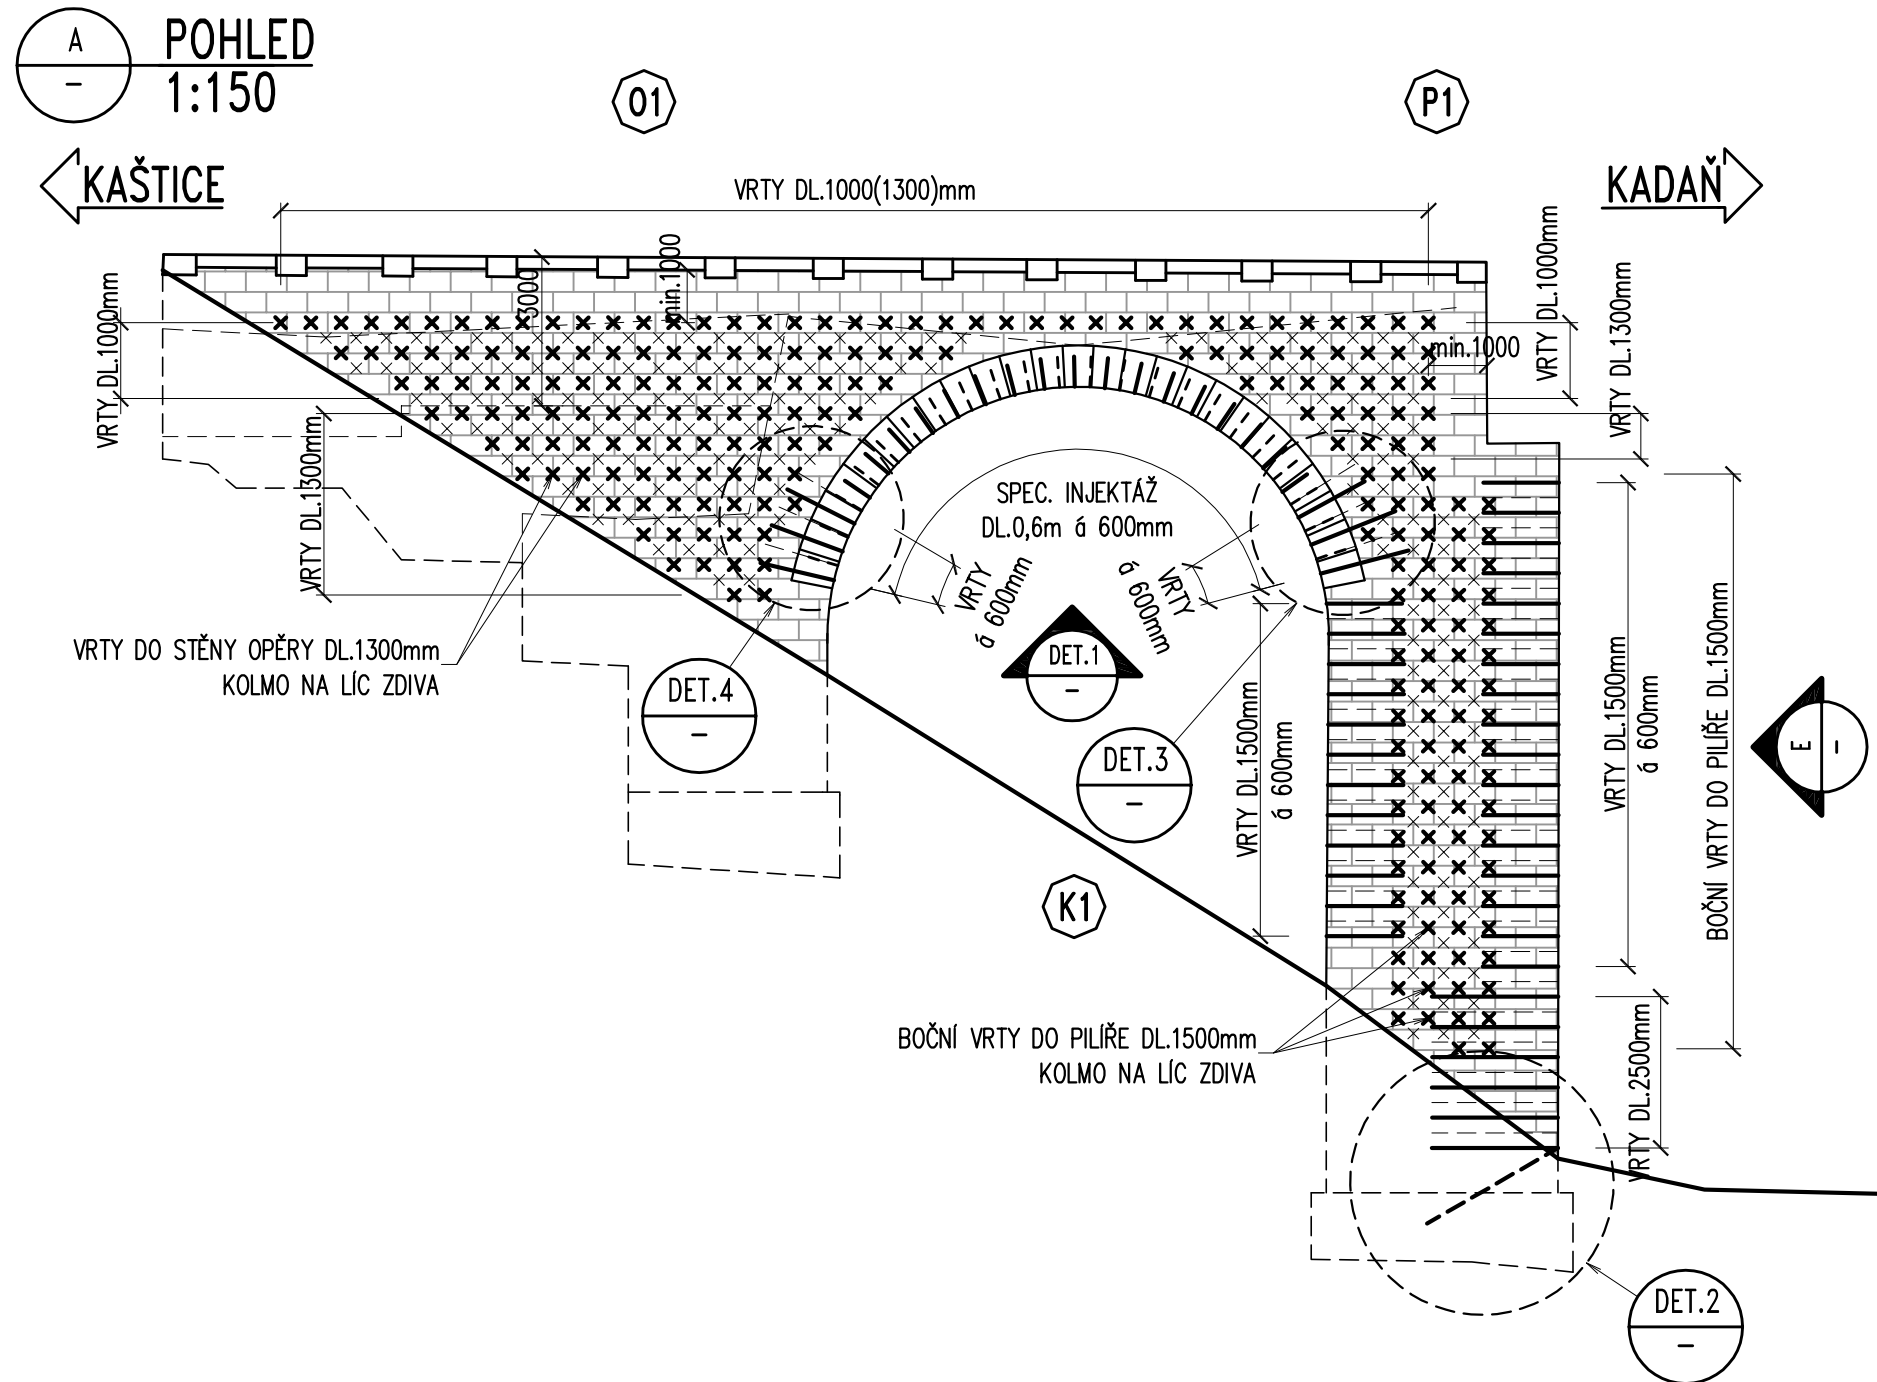 A
-
POHLED
1:150
O1
P1
KAŠTICE
KADAŇ
VRTY DL.1000(1300)mm
VRTY DL.1000mm
3000
min.1000
min.1000
VRTY DL.1000mm
VRTY DL.1300mm
VRTY DL.1300mm
SPEC. INJEKTÁŽ
DL.0,6m á 600mm
VRTY
á 600mm
VRTY
á 600mm
VRTY DO STĚNY OPĚRY DL.1300mm
KOLMO NA LÍC ZDIVA
DET.4
-
DET.1
-
DET.3
-
VRTY DL.1500mm
á 600mm
VRTY DL.1500mm
á 600mm
BOČNÍ VRTY DO PILÍŘE DL.1500mm
E
-
K1
BOČNÍ VRTY DO PILÍŘE DL.1500mm
KOLMO NA LÍC ZDIVA
VRTY DL.2500mm
DET.2
-